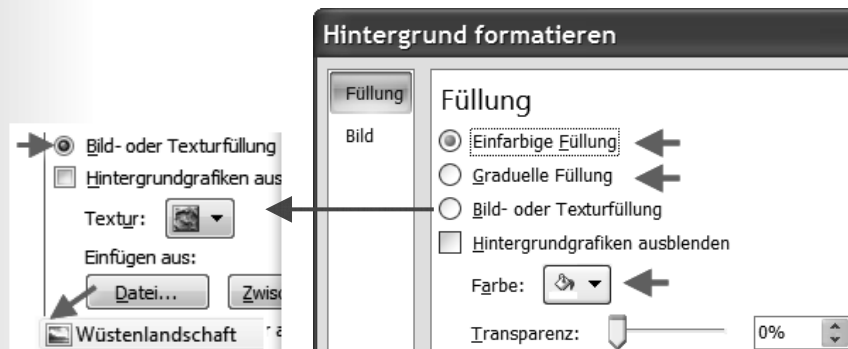 Hintergrund formatieren
Füllung
Bild
Füllung
Einfarbige Füllung
Graduelle Füllung
Bild- oder Texturfüllung
Hintergrundgrafiken ausblenden
Farbe:
Transparenz: 0%
Bild- oder Texturfüllung
Hintergrundgrafiken aus
Textur:
Einfügen aus:
Datei...
Zwisc
Wüstenlandschaft